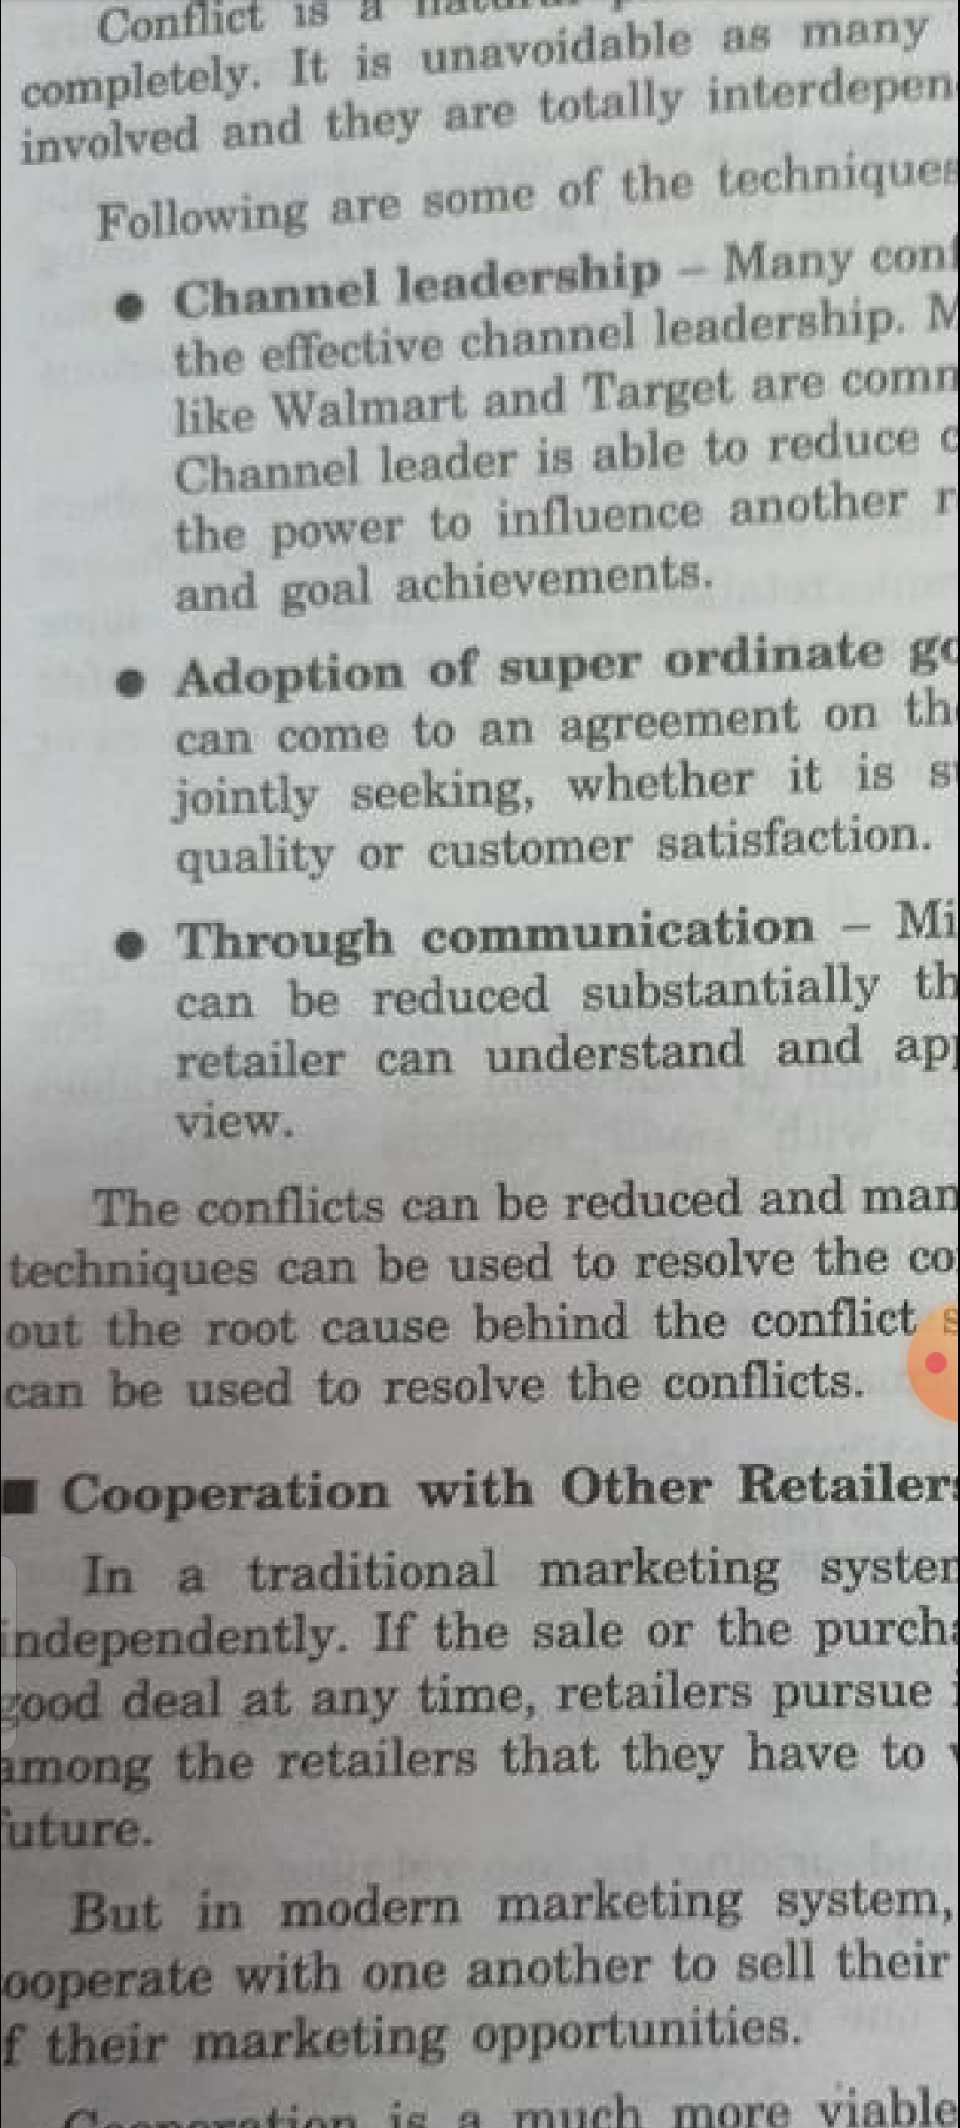 Conflict is a
completely. It is unavoidable as many
involved and they are totally interdepen
Following are some of the techniques
● Channel leadership – Many conf
the effective channel leadership. M
like Walmart and Target are comm
Channel leader is able to reduce c
the power to influence another r
and goal achievements.
● Adoption of super ordinate go
can come to an agreement on the
jointly seeking, whether it is su
quality or customer satisfaction.
● Through communication – Mi
can be reduced substantially th
retailer can understand and app
view.
The conflicts can be reduced and man
techniques can be used to resolve the co
out the root cause behind the conflict s
can be used to resolve the conflicts.
■ Cooperation with Other Retailers
In a traditional marketing system
independently. If the sale or the purcha
good deal at any time, retailers pursue
among the retailers that they have to
future.
But in modern marketing system,
ooperate with one another to sell their
f their marketing opportunities.
Cooperation is a much more viable